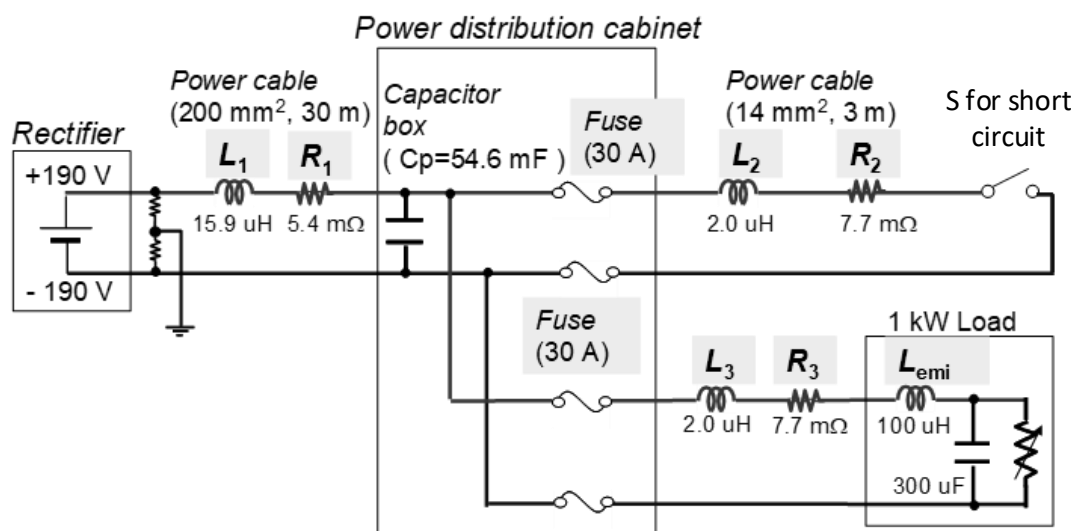 Power distribution cabinet
Power cable
(200 mm², 30 m)
Rectifier
+190 V
- 190 V
L₁
R₁
15.9 uH
5.4 mΩ
Capacitor
box
( Cp=54.6 mF )
Fuse
(30 A)
Power cable
(14 mm², 3 m)
L₂
R₂
2.0 uH
7.7 mΩ
S for short
circuit
Fuse
(30 A)
L₃
R₃
2.0 uH
7.7 mΩ
1 kW Load
Lemi
100 uH
300 uF